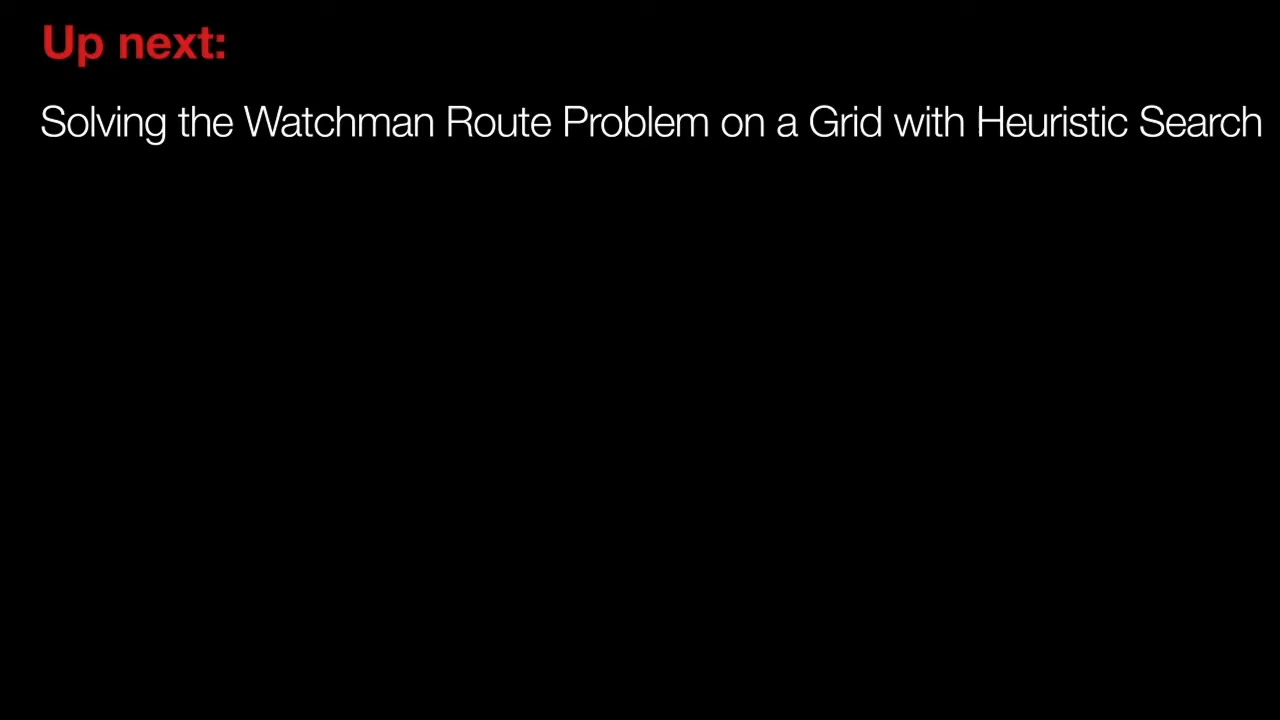 Up next:
Solving the Watchman Route Problem on a Grid with Heuristic Search